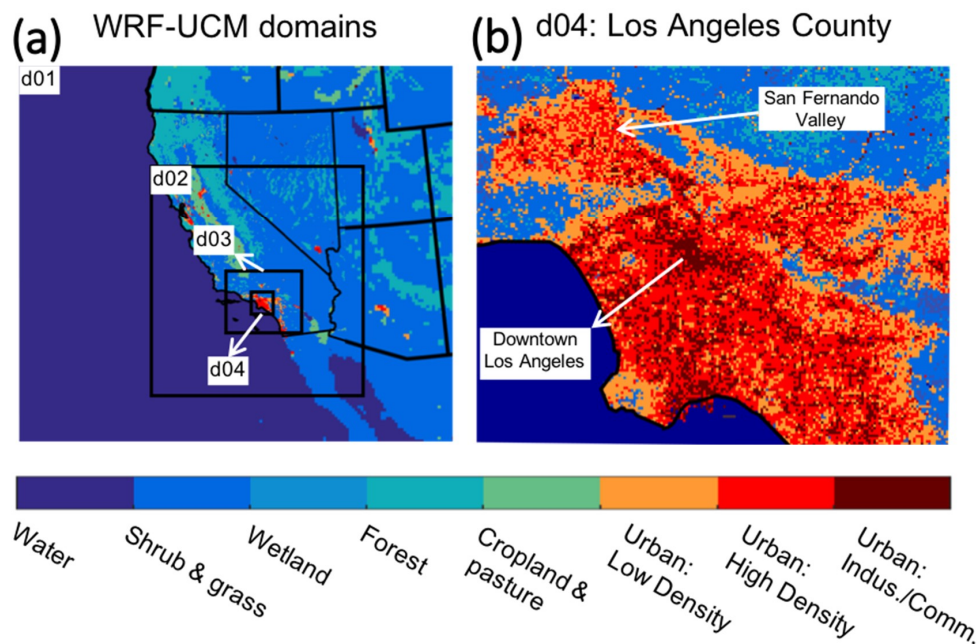 (a) WRF-UCM domains
(b) d04: Los Angeles County
d01
d02
d03
d04
San Fernando
Valley
Downtown
Los Angeles
Water
Shrub & grass
Wetland
Forest
Cropland &
pasture
Urban:
Low Density
Urban:
High Density
Urban:
Indus./Comm.